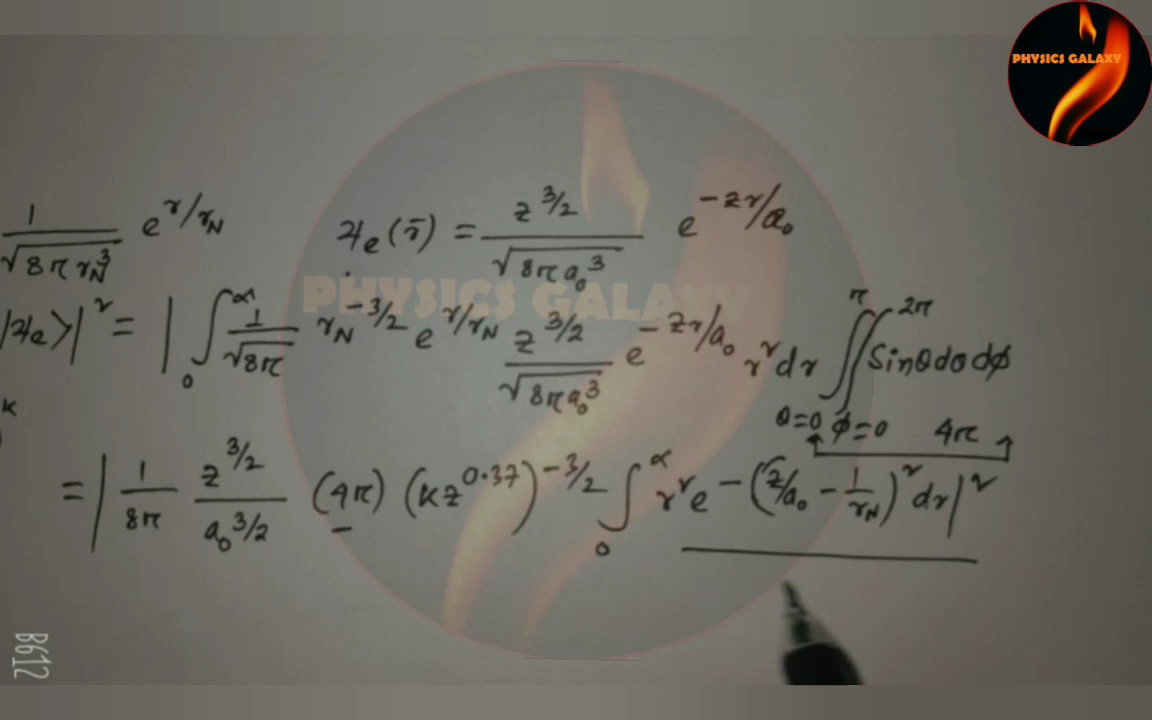 PHYSICS GALAXY
1/√(8π r_N³) e^{r/r_N}   ψ_e(r̄) = z^{3/2}/√(8π a₀³) e^{-zr/a₀}
|ψ_e⟩|² = | ∫₀^∞ 1/√(8π) r_N^{-3/2} e^{r/r_N} z^{3/2}/√(8π a₀³) e^{-zr/a₀} r² dr ∫∫ Sinθ dθ dφ
π 2π
θ=0 φ=0 4π
K
= | 1/8π z^{3/2}/a₀^{3/2} (4π) (K z^{0.37})^{-3/2} ∫₀^∞ r² e^{-(z/a₀ - 1/r_N)r} dr |²
PHYSICS GALAXY
B612